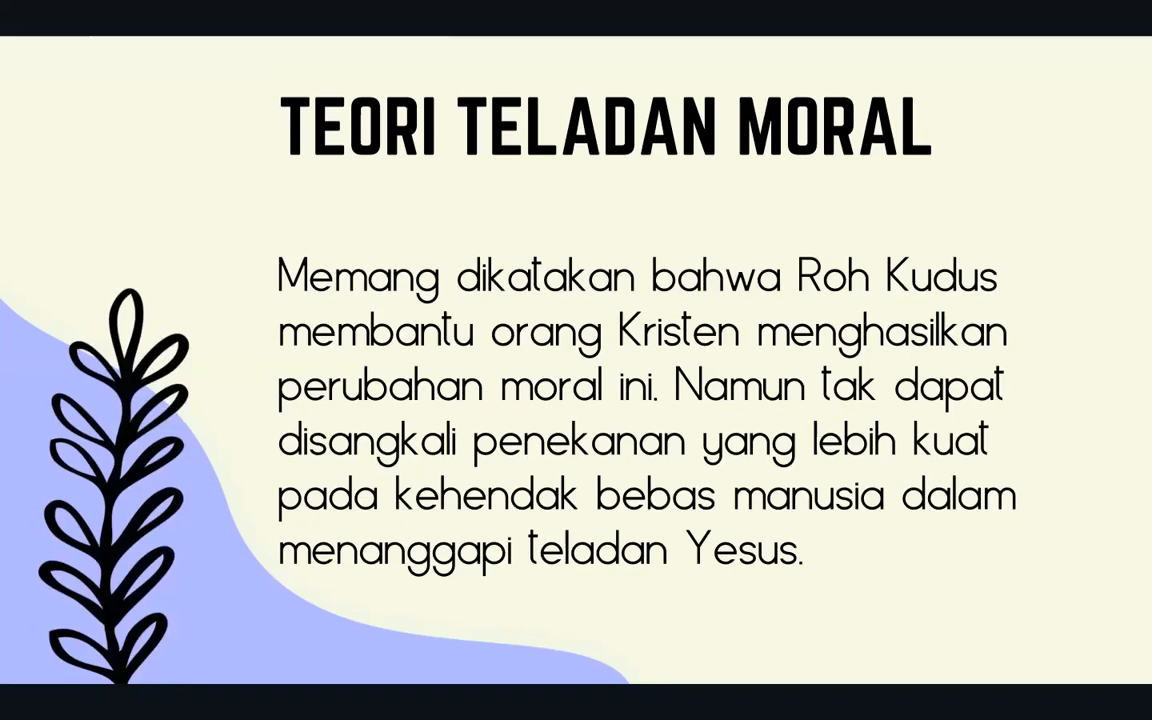 TEORI TELADAN MORAL
Memang dikatakan bahwa Roh Kudus
membantu orang Kristen menghasilkan
perubahan moral ini. Namun tak dapat
disangkali penekanan yang lebih kuat
pada kehendak bebas manusia dalam
menanggapi teladan Yesus.